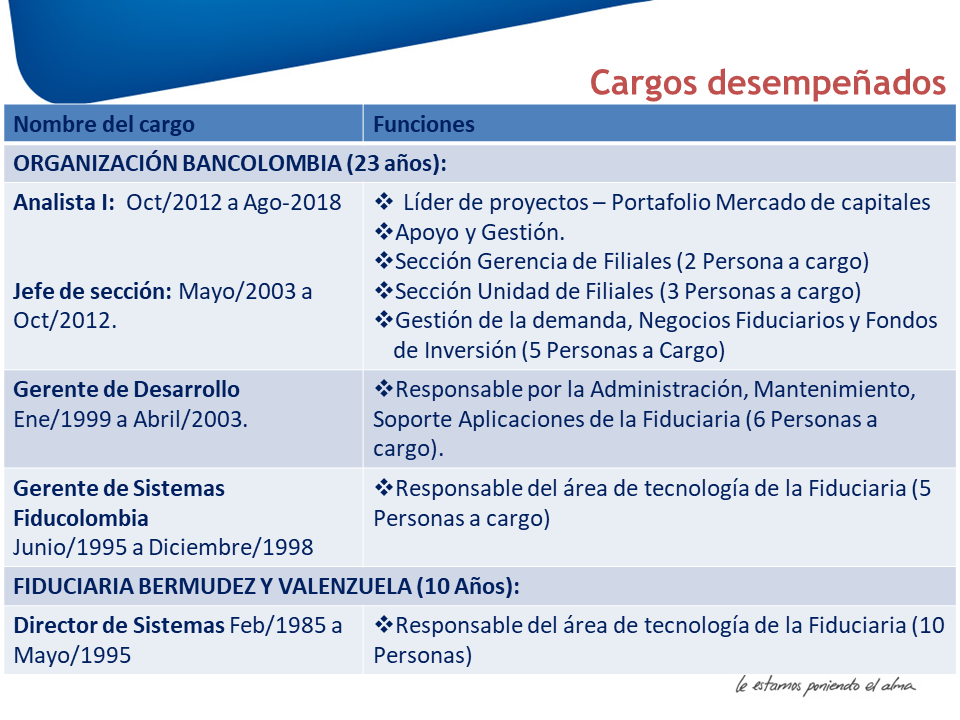 Cargos desempeñados
Nombre del cargo
Funciones
ORGANIZACIÓN BANCOLOMBIA (23 años):
Analista I: Oct/2012 a Ago-2018
Jefe de sección: Mayo/2003 a
Oct/2012.
❖ Líder de proyectos – Portafolio Mercado de capitales
❖Apoyo y Gestión.
❖Sección Gerencia de Filiales (2 Persona a cargo)
❖Sección Unidad de Filiales (3 Personas a cargo)
❖Gestión de la demanda, Negocios Fiduciarios y Fondos
de Inversión (5 Personas a Cargo)
Gerente de Desarrollo
Ene/1999 a Abril/2003.
❖Responsable por la Administración, Mantenimiento,
Soporte Aplicaciones de la Fiduciaria (6 Personas a
cargo).
Gerente de Sistemas
Fiducolombia
Junio/1995 a Diciembre/1998
❖Responsable del área de tecnología de la Fiduciaria (5
Personas a cargo)
FIDUCIARIA BERMUDEZ Y VALENZUELA (10 Años):
Director de Sistemas Feb/1985 a
Mayo/1995
❖Responsable del área de tecnología de la Fiduciaria (10
Personas)
le estamos poniendo el alma